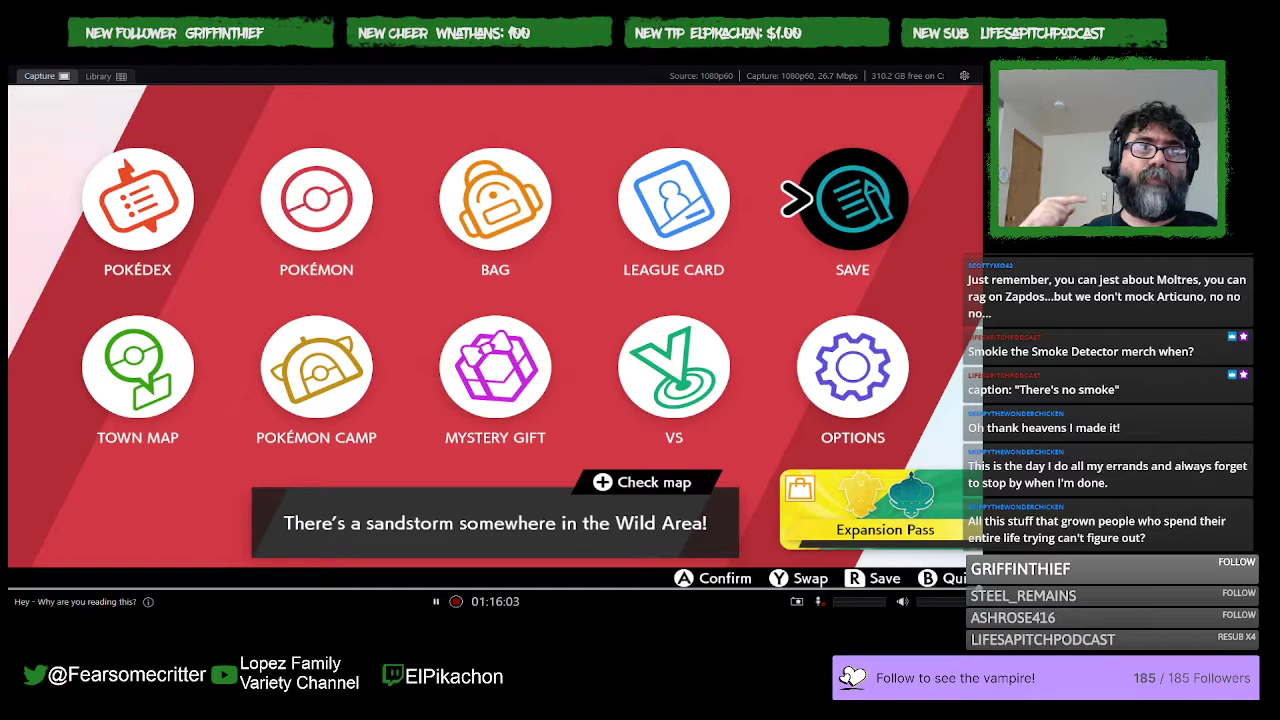 NEW FOLLOWER GRIFFINTHIEF
NEW CHEER WNATHANS: 100
NEW TIP ELPIKACHON: $1.00
NEW SUB LIFESAPITCHPODCAST
Capture
Library
Source: 1080p60 Capture: 1080p60, 26.7 Mbps 310.2 GB free on C:
POKÉDEX
POKÉMON
BAG
LEAGUE CARD
SAVE
TOWN MAP
POKÉMON CAMP
MYSTERY GIFT
VS
OPTIONS
Check map
There's a sandstorm somewhere in the Wild Area!
Expansion Pass
A Confirm Y Swap R Save B Qui
Hey - Why are you reading this?
01:16:03
SCOTTYMO42
Just remember, you can jest about Moltres, you can
rag on Zapdos...but we don't mock Articuno, no no
no...
LIFESAPITCHPODCAST
Smokie the Smoke Detector merch when?
LIFESAPITCHPODCAST
caption: "There's no smoke"
SKIPPYTHEWONDERCHICKEN
Oh thank heavens I made it!
SKIPPYTHEWONDERCHICKEN
This is the day I do all my errands and always forget
to stop by when I'm done.
SKIPPYTHEWONDERCHICKEN
All this stuff that grown people who spend their
entire life trying can't figure out?
GRIFFINTHIEF FOLLOW
STEEL_REMAINS FOLLOW
ASHROSE416 FOLLOW
LIFESAPITCHPODCAST RESUB X4
@Fearsomecritter
Lopez Family
Variety Channel
ElPikachon
Follow to see the vampire! 185 / 185 Followers